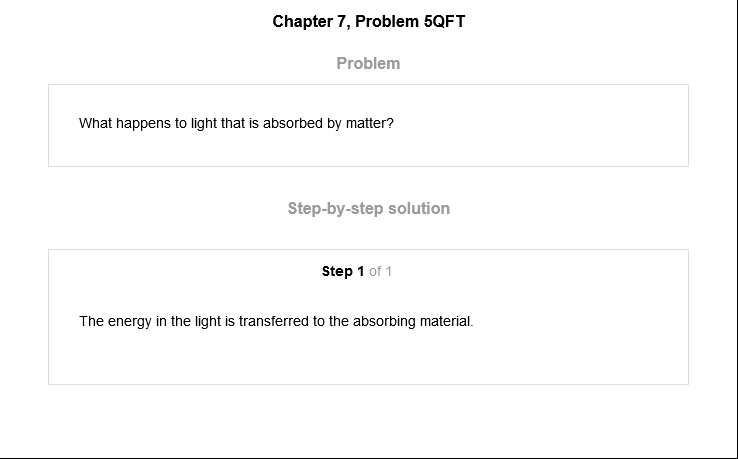 Chapter 7, Problem 5QFT
Problem
What happens to light that is absorbed by matter?
Step-by-step solution
Step 1 of 1
The energy in the light is transferred to the absorbing material.